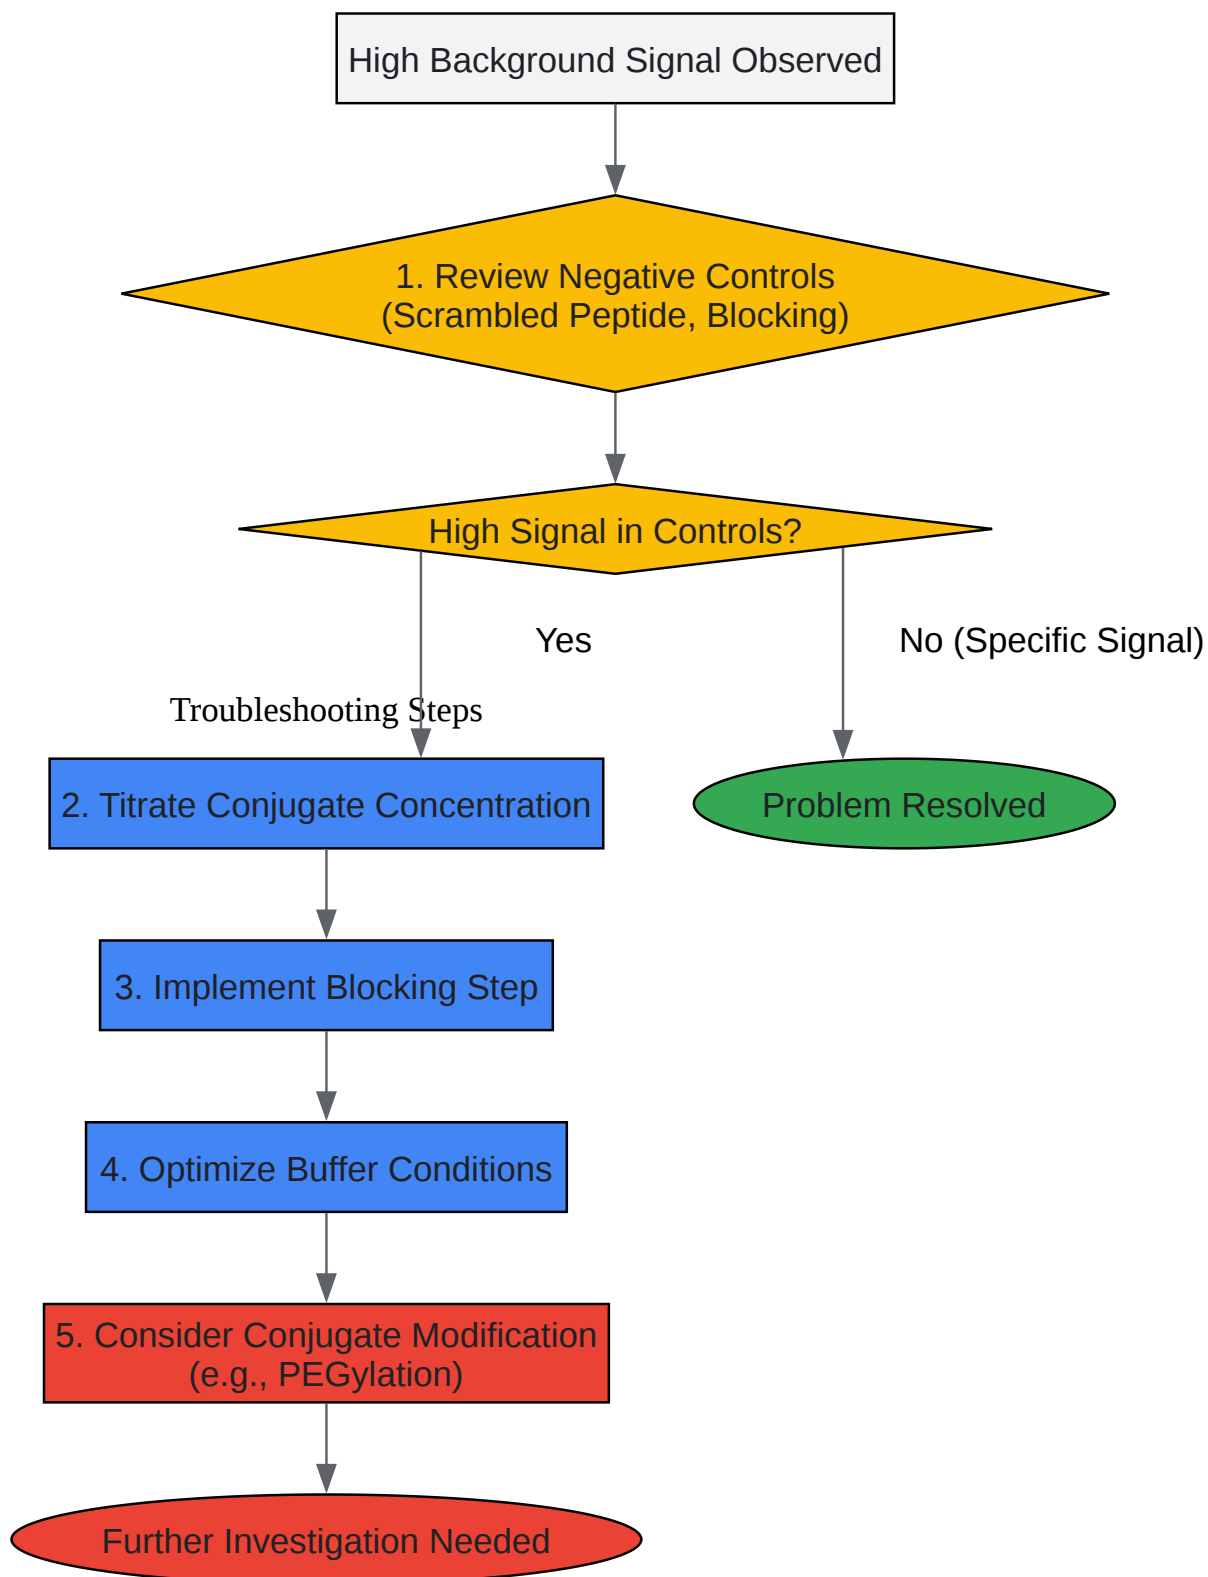 High Background Signal Observed
1. Review Negative Controls
(Scrambled Peptide, Blocking)
High Signal in Controls?
Yes
No (Specific Signal)
Troubleshooting Steps
2. Titrate Conjugate Concentration
Problem Resolved
3. Implement Blocking Step
4. Optimize Buffer Conditions
5. Consider Conjugate Modification
(e.g., PEGylation)
Further Investigation Needed